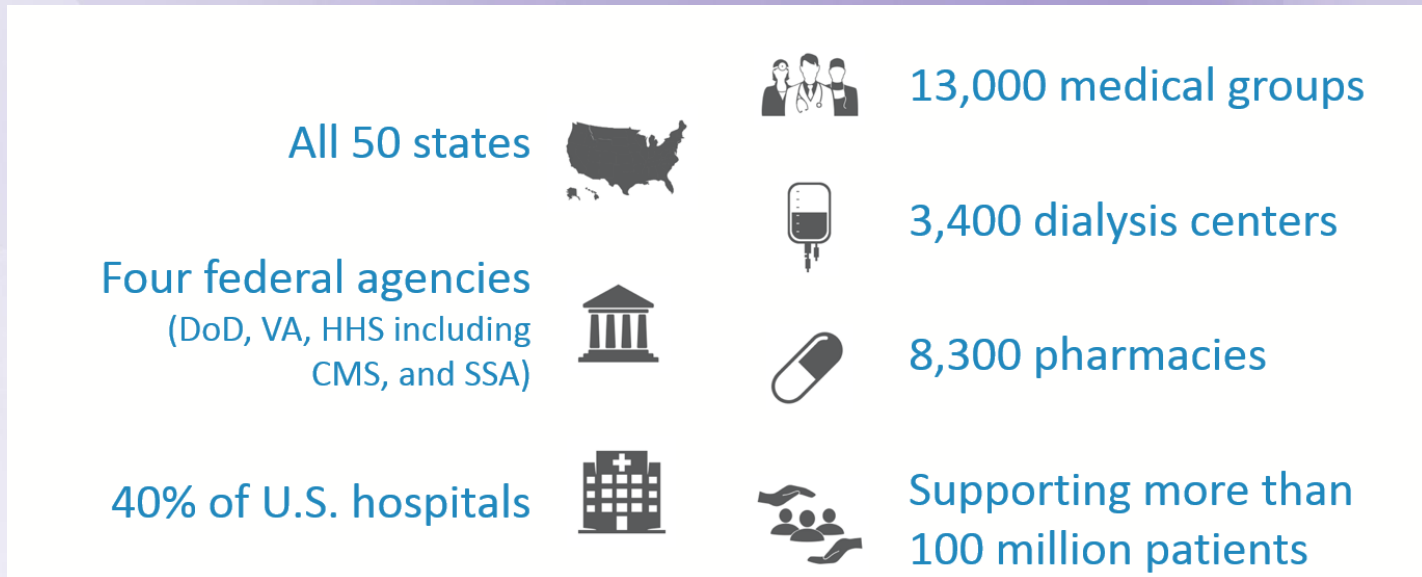 All 50 states
Four federal agencies
(DoD, VA, HHS including
CMS, and SSA)
40% of U.S. hospitals
13,000 medical groups
3,400 dialysis centers
8,300 pharmacies
Supporting more than
100 million patients